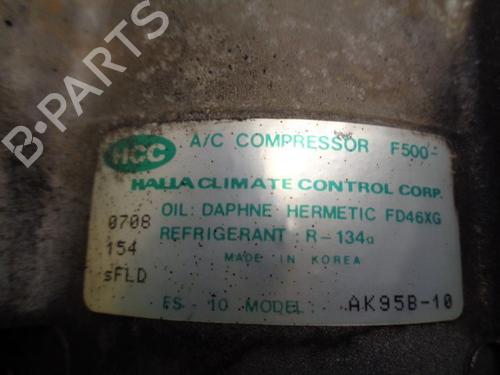 HCC A/C COMPRESSOR F500-
HALLA CLIMATE CONTROL CORP.
OIL: DAPHNE HERMETIC FD46XG
0708
REFRIGERANT : R-134a
154
MADE IN KOREA
sFLD
ES - 10 MODEL: AK95B-10
B-PARTS